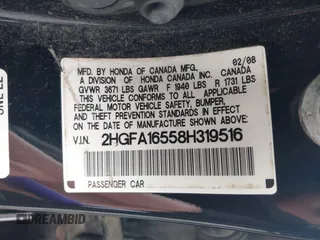 MFD. BY HONDA OF CANADA MFG. 02/08
A DIVISION OF HONDA CANADA INC. CANADA
GVWR 3671 LBS GAWR F 1940 LBS R 1731 LBS
THIS VEHICLE CONFORMS TO ALL APPLICABLE
FEDERAL MOTOR VEHICLE SAFETY, BUMPER,
AND THEFT PREVENTION STANDARDS IN EFFECT
ON THE DATE OF MANUFACTURE SHOWN ABOVE.
V.I.N. 2HGFA16558H319516
PASSENGER CAR
DREAMBID